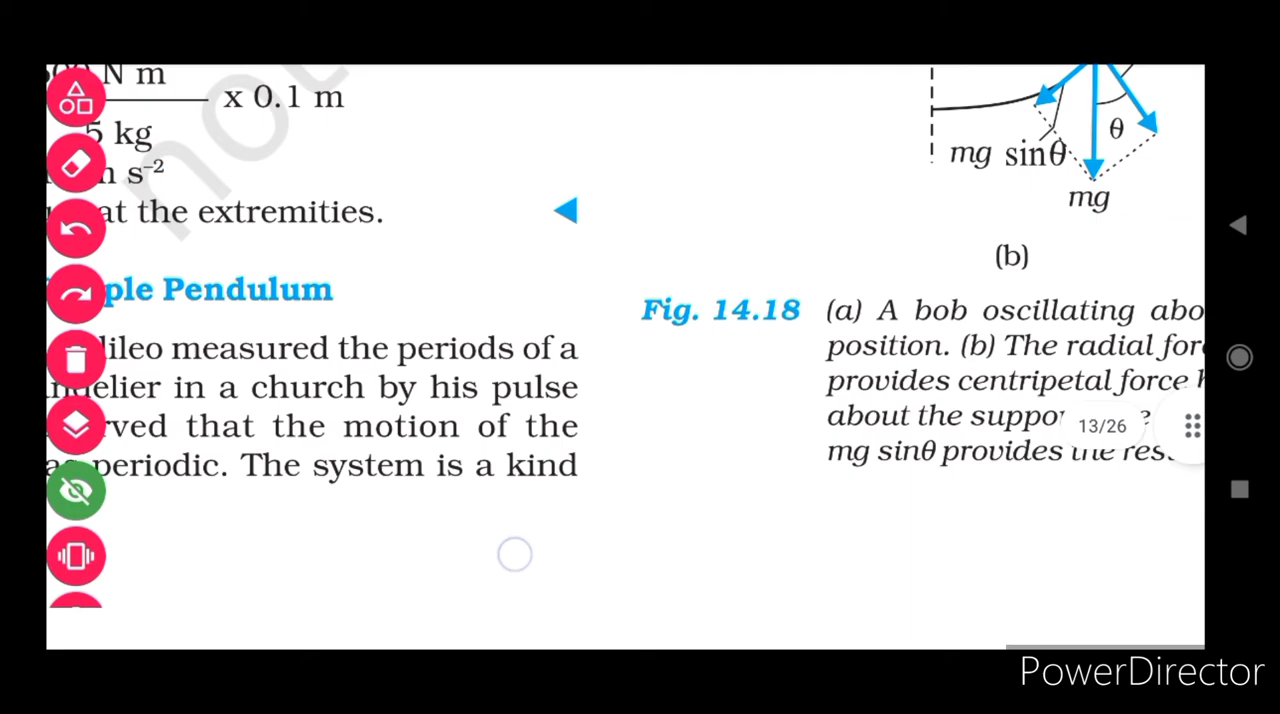 N m
x 0.1 m
5 kg
s⁻²
at the extremities.
ple Pendulum
lileo measured the periods of a
elier in a church by his pulse
rved that the motion of the
periodic. The system is a kind
not
θ
mg sinθ
mg
(b)
Fig. 14.18 (a) A bob oscillating abo
position. (b) The radial for
provides centripetal force
about the suppo
mg sinθ provides the res
13/26
PowerDirector